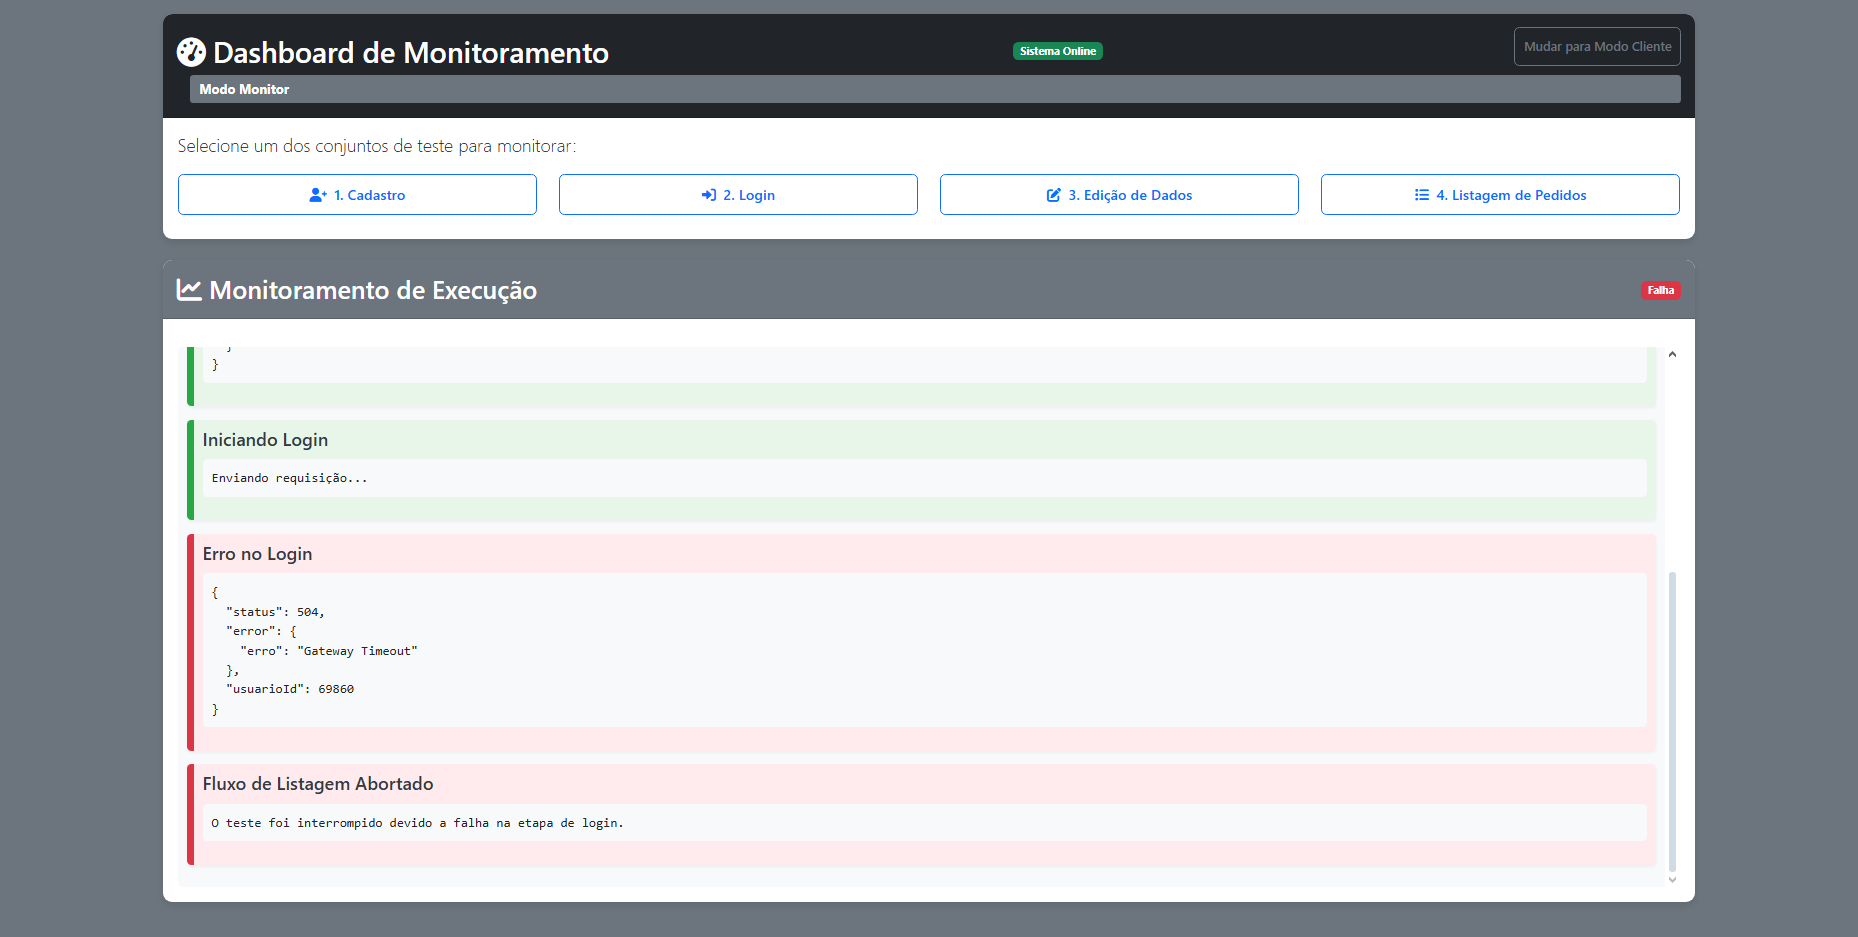 Dashboard de Monitoramento
Sistema Online
Mudar para Modo Cliente
Modo Monitor
Selecione um dos conjuntos de teste para monitorar:
1. Cadastro
2. Login
3. Edição de Dados
4. Listagem de Pedidos
Monitoramento de Execução
Falha
}
}
Iniciando Login
Enviando requisição...
Erro no Login
{
"status": 504,
"error": {
"erro": "Gateway Timeout"
},
"usuarioId": 69860
}
Fluxo de Listagem Abortado
O teste foi interrompido devido a falha na etapa de login.